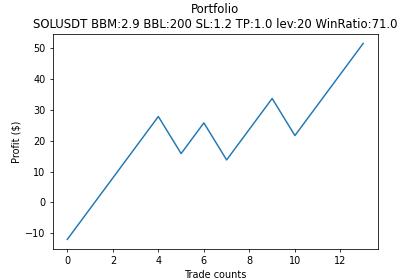 Portfolio
SOLUSDT BBM:2.9 BBL:200 SL:1.2 TP:1.0 lev:20 WinRatio:71.0
50
40
30
20
10
0
−10
Profit ($)
0 2 4 6 8 10 12
Trade counts